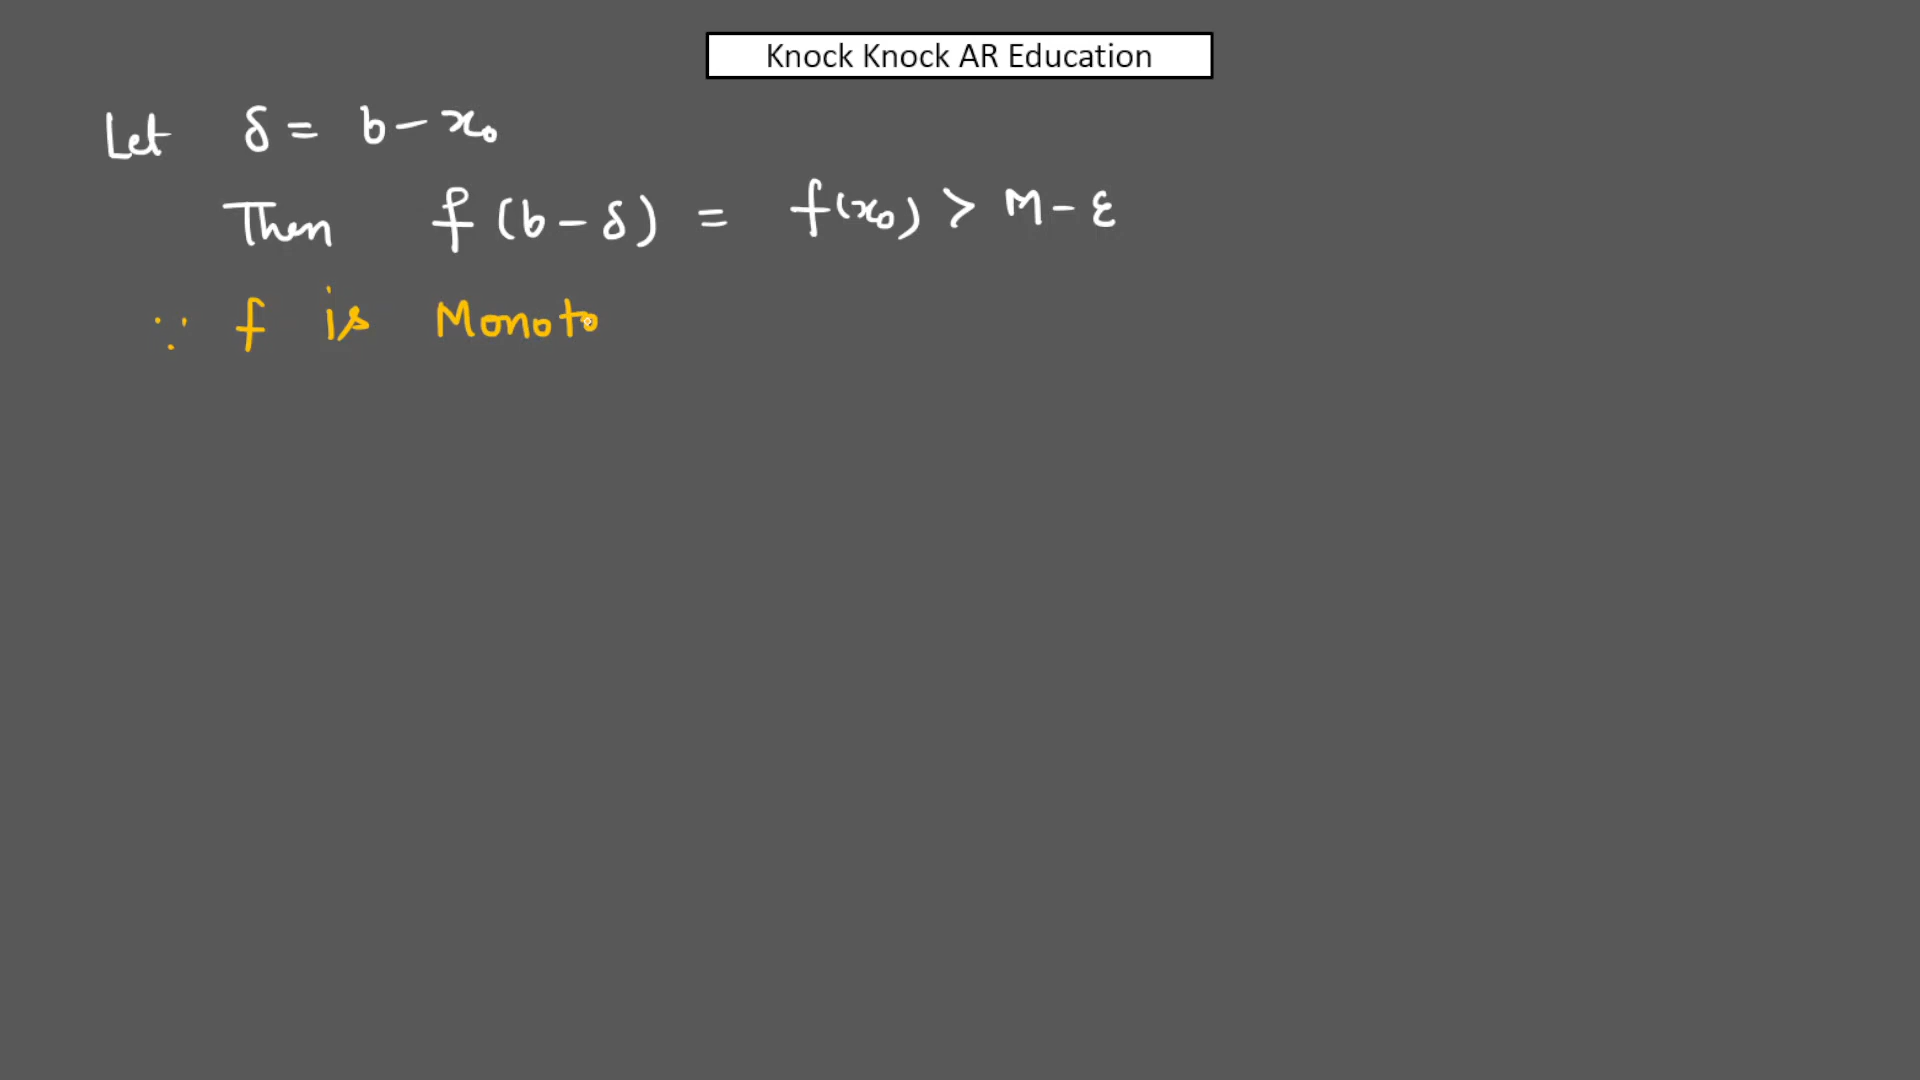 Knock Knock AR Education
Let δ = b - x₀
Then f (b - δ) = f(x₀) > M - ε
∵ f is Monoto